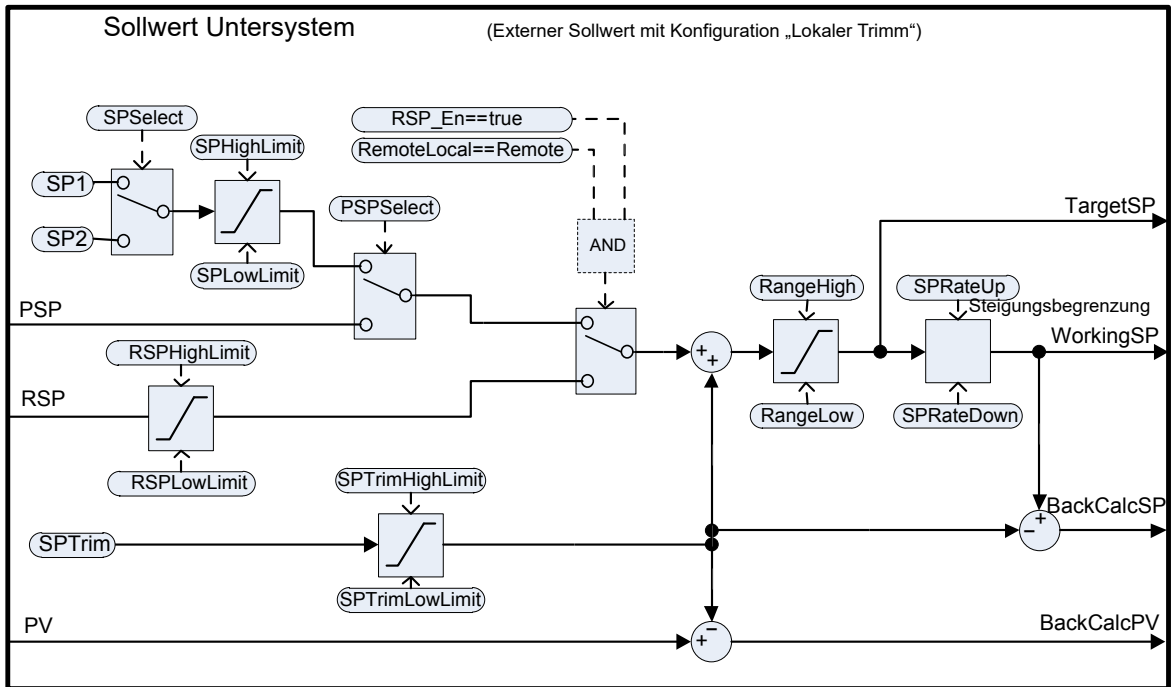 Sollwert Untersystem
(Externer Sollwert mit Konfiguration „Lokaler Trimm“)
SPSelect
RSP_En==true
RemoteLocal==Remote
SPHighLimit
SP1
SP2
SPLowLimit
PSPSelect
AND
TargetSP
RangeHigh
SPRateUp
Steigungsbegrenzung
WorkingSP
PSP
RSPHighLimit
RSP
+
+
RangeLow
SPRateDown
RSPLowLimit
SPTrimHighLimit
SPTrim
SPTrimLowLimit
+
−
BackCalcSP
PV
−
+
BackCalcPV